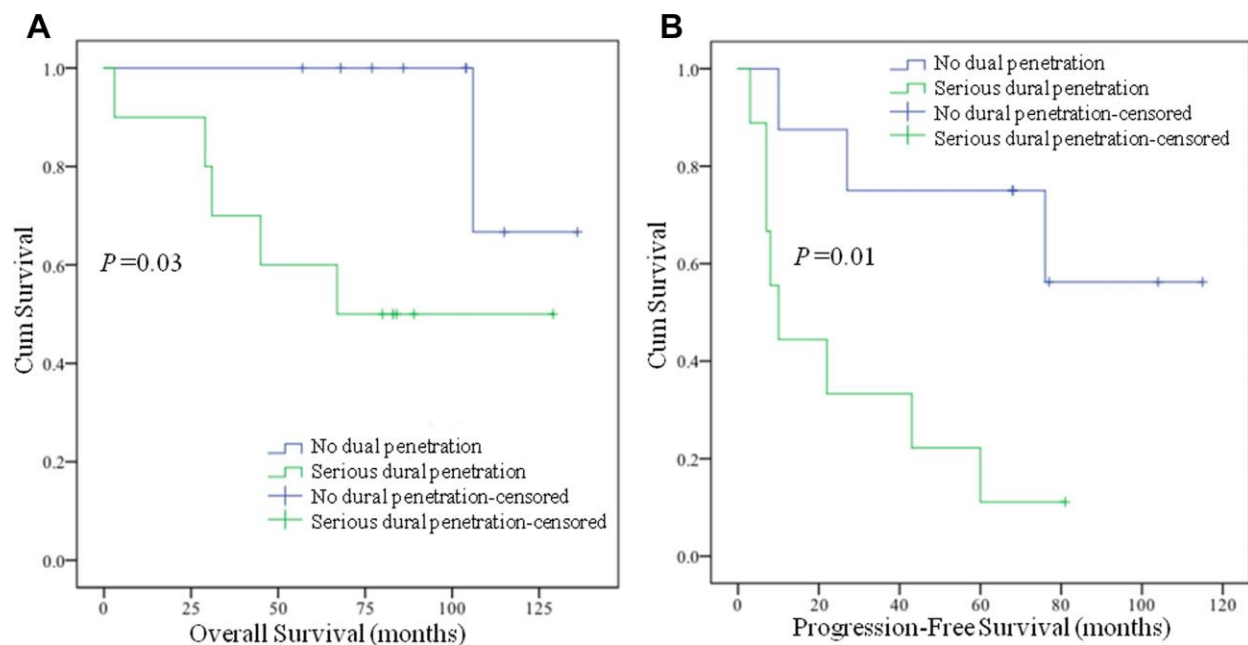 A
1.0
0.8
0.6
0.4
0.2
0.0
Cum Survival
P=0.03
No dual penetration
Serious dural penetration
No dural penetration-censored
Serious dural penetration-censored
0 25 50 75 100 125
Overall Survival (months)
B
1.0
0.8
0.6
0.4
0.2
0.0
Cum Survival
No dual penetration
Serious dural penetration
No dural penetration-censored
Serious dural penetration-censored
P=0.01
0 20 40 60 80 100 120
Progression-Free Survival (months)